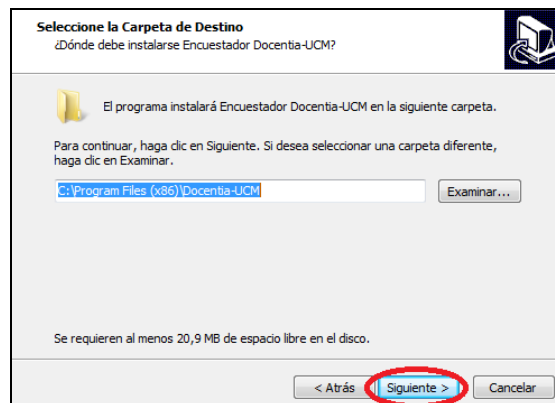 Seleccione la Carpeta de Destino
¿Dónde debe instalarse Encuestador Docentia-UCM?
El programa instalará Encuestador Docentia-UCM en la siguiente carpeta.
Para continuar, haga clic en Siguiente. Si desea seleccionar una carpeta diferente,
haga clic en Examinar.
C:\Program Files (x86)\Docentia-UCM
Examinar...
Se requieren al menos 20,9 MB de espacio libre en el disco.
< Atrás
Siguiente >
Cancelar